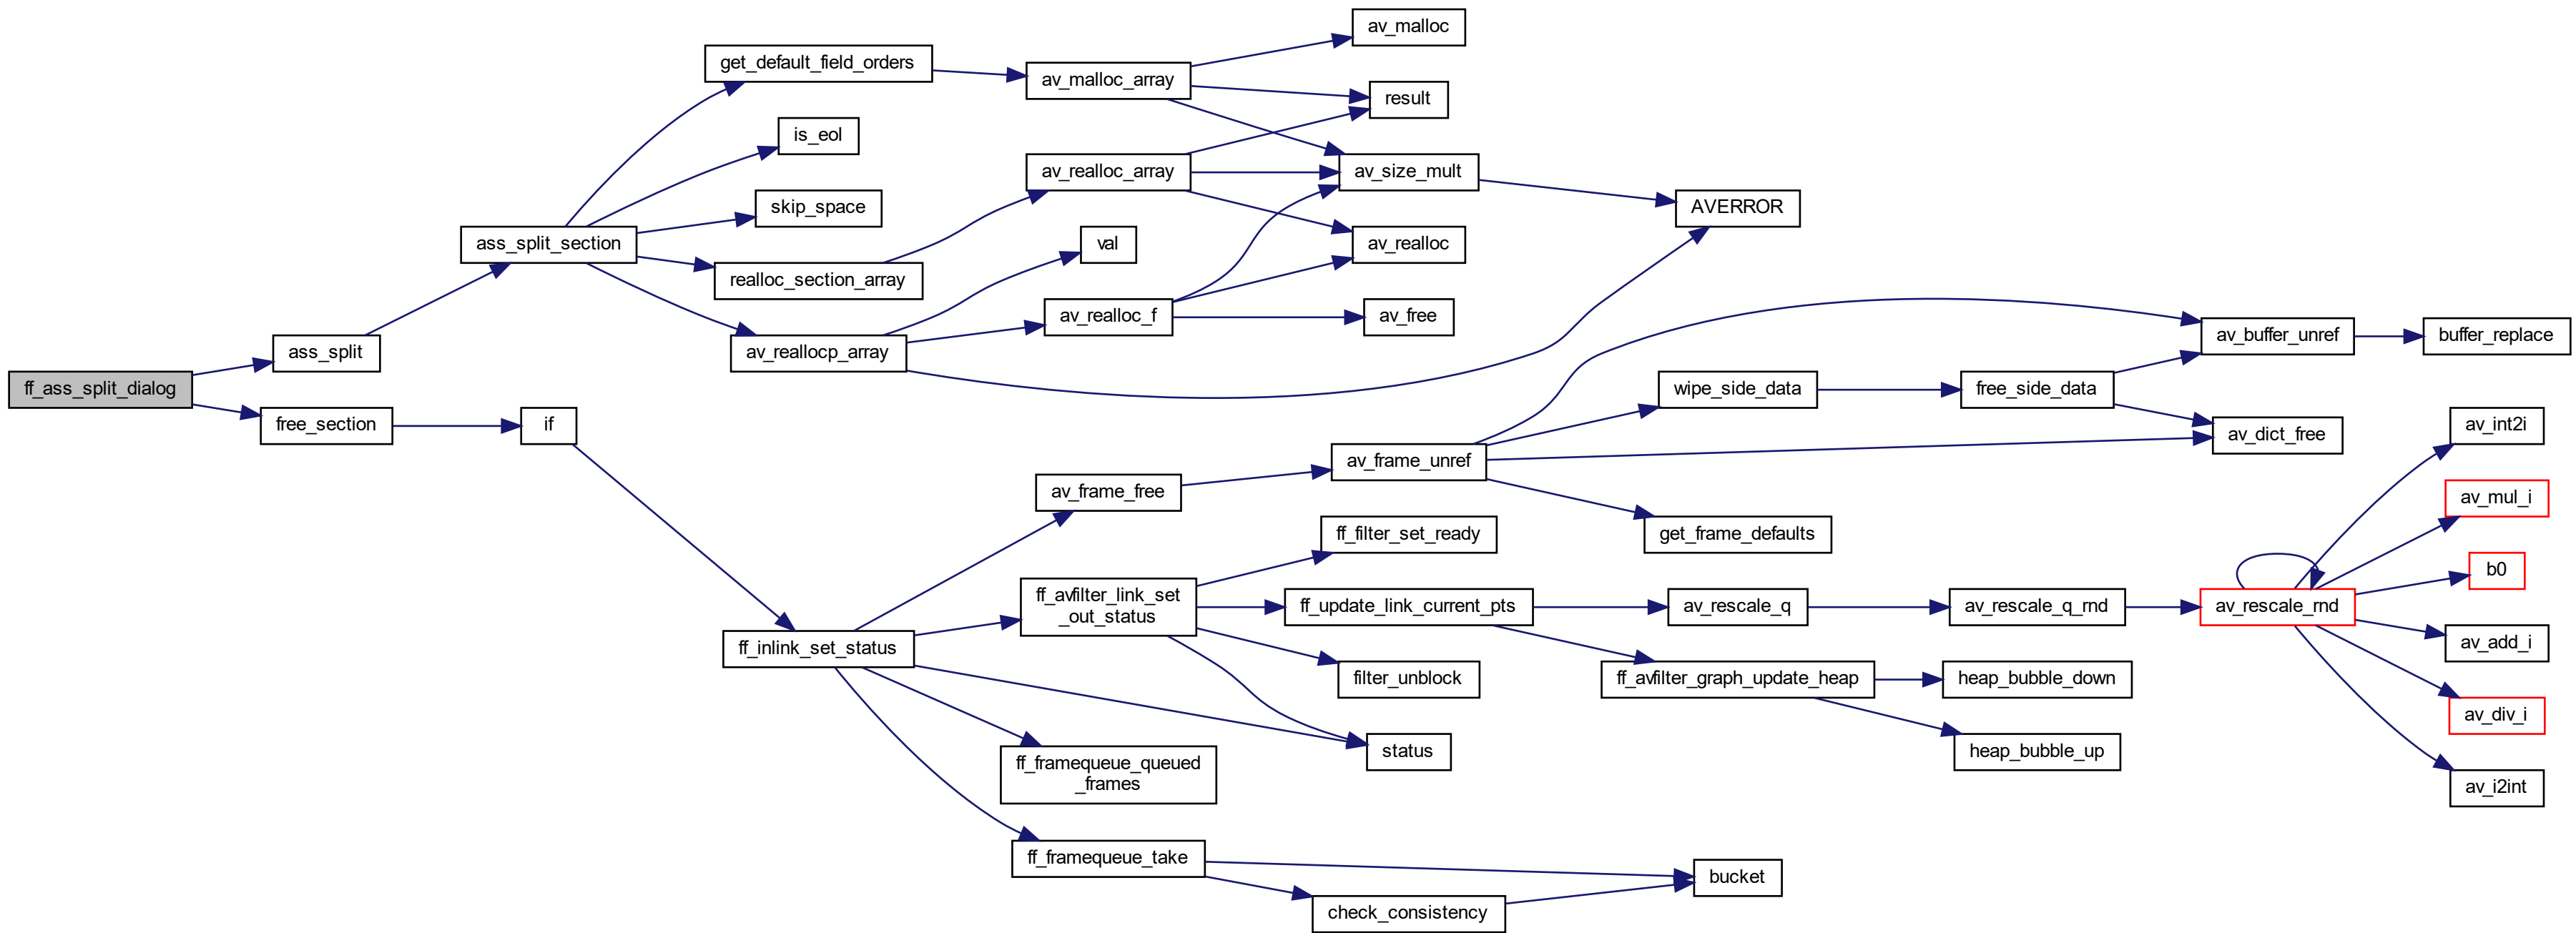 ff_ass_split_dialog
ass_split
free_section
ass_split_section
if
get_default_field_orders
is_eol
skip_space
realloc_section_array
av_reallocp_array
ff_inlink_set_status
av_malloc_array
av_realloc_array
val
av_realloc_f
av_frame_free
ff_avfilter_link_set
_out_status
ff_framequeue_queued
_frames
ff_framequeue_take
av_malloc
result
av_size_mult
av_realloc
av_free
av_frame_unref
ff_filter_set_ready
ff_update_link_current_pts
filter_unblock
status
check_consistency
AVERROR
wipe_side_data
get_frame_defaults
av_rescale_q
ff_avfilter_graph_update_heap
bucket
free_side_data
av_rescale_q_rnd
heap_bubble_down
heap_bubble_up
av_buffer_unref
av_dict_free
av_rescale_rnd
buffer_replace
av_int2i
av_mul_i
b0
av_add_i
av_div_i
av_i2int